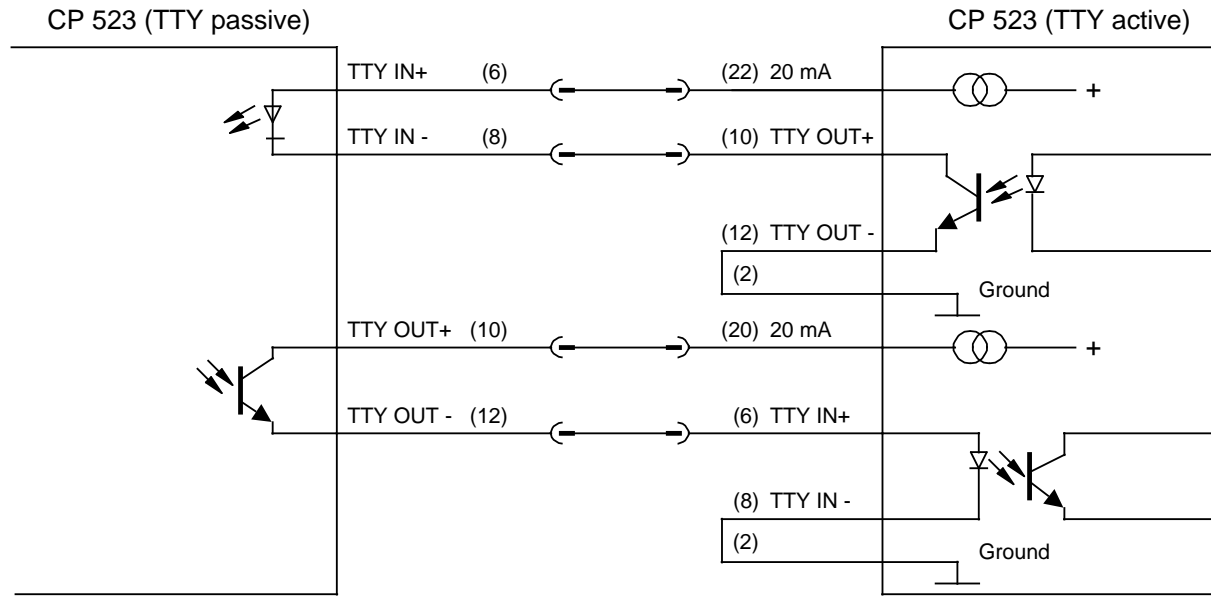 CP 523 (TTY passive) CP 523 (TTY active)
TTY IN+ (6) (22) 20 mA +
TTY IN - (8) (10) TTY OUT+
(12) TTY OUT -
(2)
Ground
TTY OUT+ (10) (20) 20 mA +
TTY OUT - (12) (6) TTY IN+
(8) TTY IN -
(2)
Ground